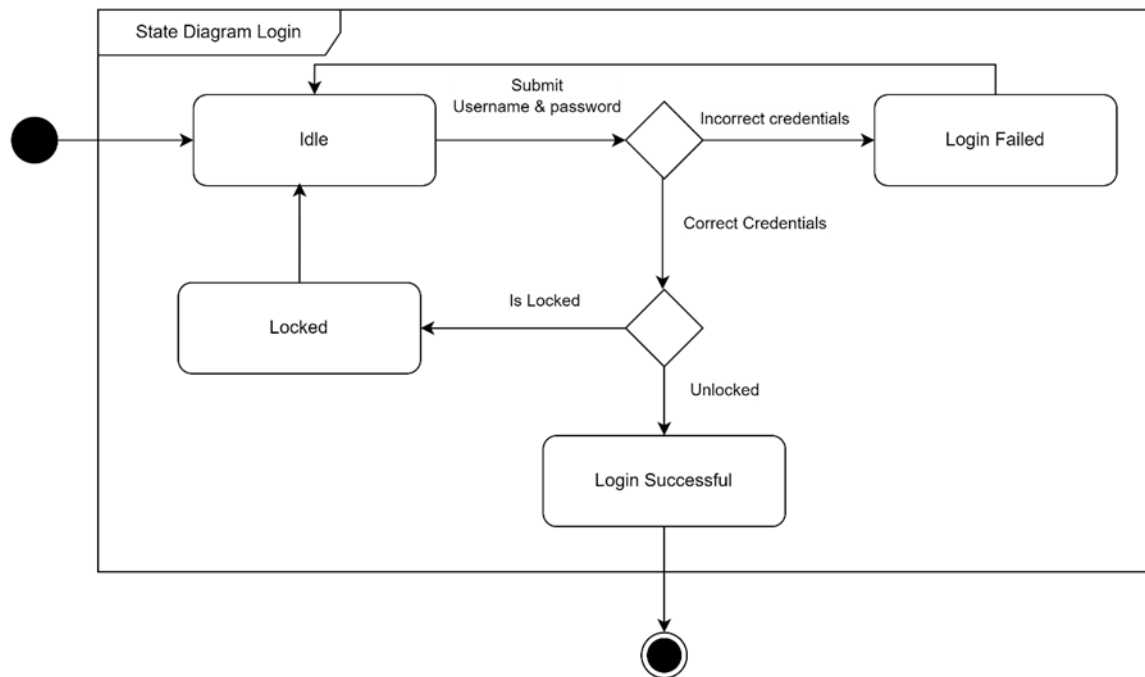 State Diagram Login
Submit
Username & password
Idle
Incorrect credentials
Login Failed
Correct Credentials
Is Locked
Locked
Unlocked
Login Successful